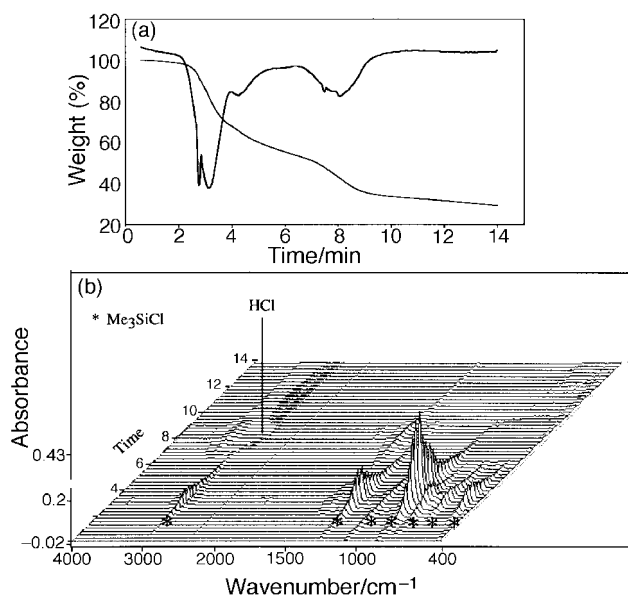 (a)
120
100
80
60
40
20
Weight (%)
0 2 4 6 8 10 12 14
Time/min
(b)
* Me₃SiCl
HCl
14
12
10
8
6
4
Time
Absorbance
0.43
0.2
−0.02
* * * * * * *
4000 3000 2000 1500 1000 400
Wavenumber/cm⁻¹